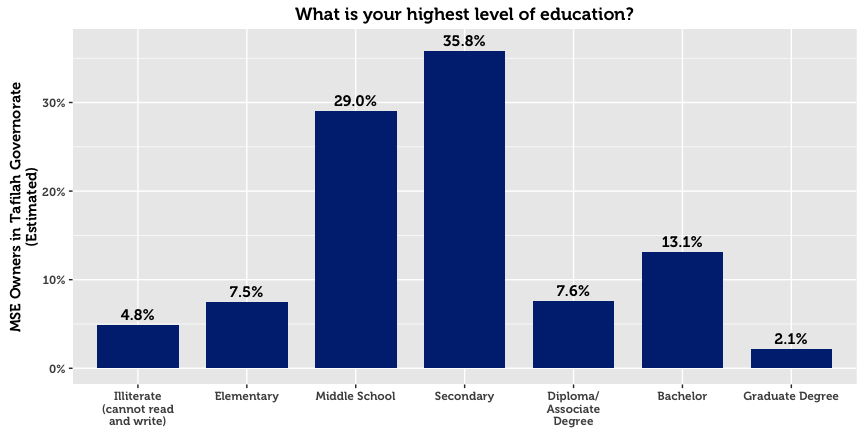 What is your highest level of education?
MSE Owners in Tafilah Governorate
(Estimated)
30%
20%
10%
0%
4.8%
7.5%
29.0%
35.8%
7.6%
13.1%
2.1%
Illiterate
(cannot read
and write)
Elementary
Middle School
Secondary
Diploma/
Associate
Degree
Bachelor
Graduate Degree